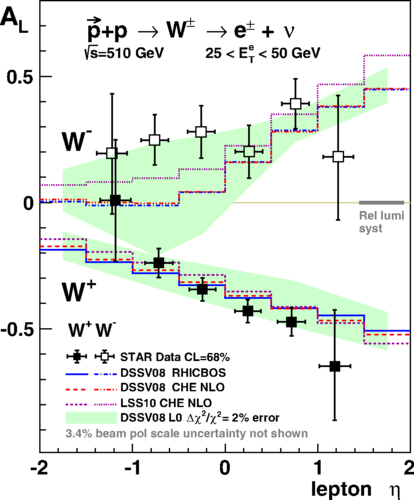 A_L
p+p → W± → e± + ν
√s=510 GeV 25 < E_T^e < 50 GeV
0.5
W-
0
Rel lumi
syst
W+
-0.5
W+ W-
STAR Data CL=68%
DSSV08 RHICBOS
DSSV08 CHE NLO
LSS10 CHE NLO
DSSV08 L0 Δχ²/χ²= 2% error
3.4% beam pol scale uncertainty not shown
-2 -1 0 1 2
lepton η